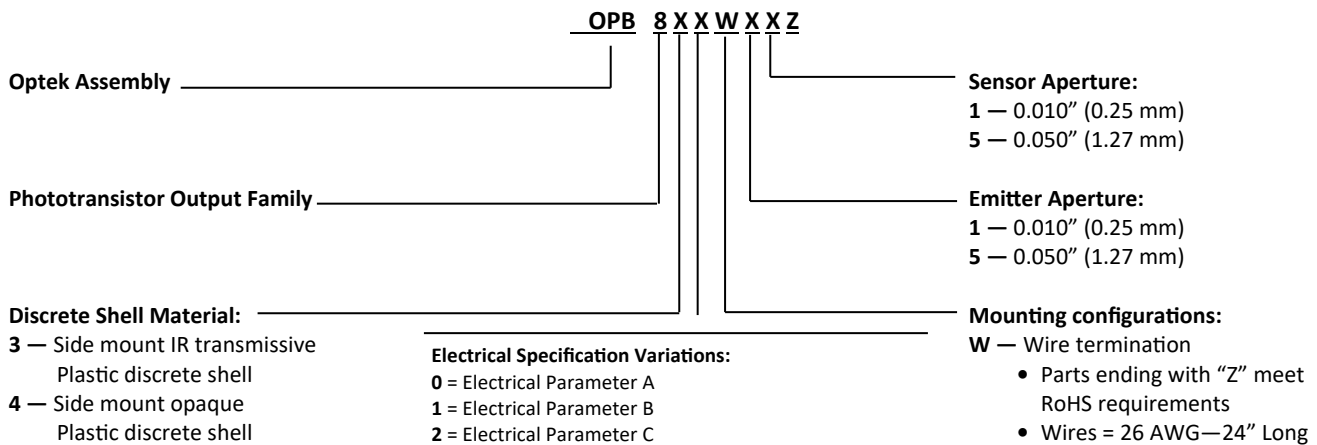 OPB 8 X X W X X Z
Optek Assembly
Sensor Aperture:
1 — 0.010” (0.25 mm)
5 — 0.050” (1.27 mm)
Phototransistor Output Family
Emitter Aperture:
1 — 0.010” (0.25 mm)
5 — 0.050” (1.27 mm)
Discrete Shell Material:
3 — Side mount IR transmissive
Plastic discrete shell
4 — Side mount opaque
Plastic discrete shell
Electrical Specification Variations:
0 = Electrical Parameter A
1 = Electrical Parameter B
2 = Electrical Parameter C
Mounting configurations:
W — Wire termination
• Parts ending with “Z” meet
RoHS requirements
• Wires = 26 AWG—24” Long